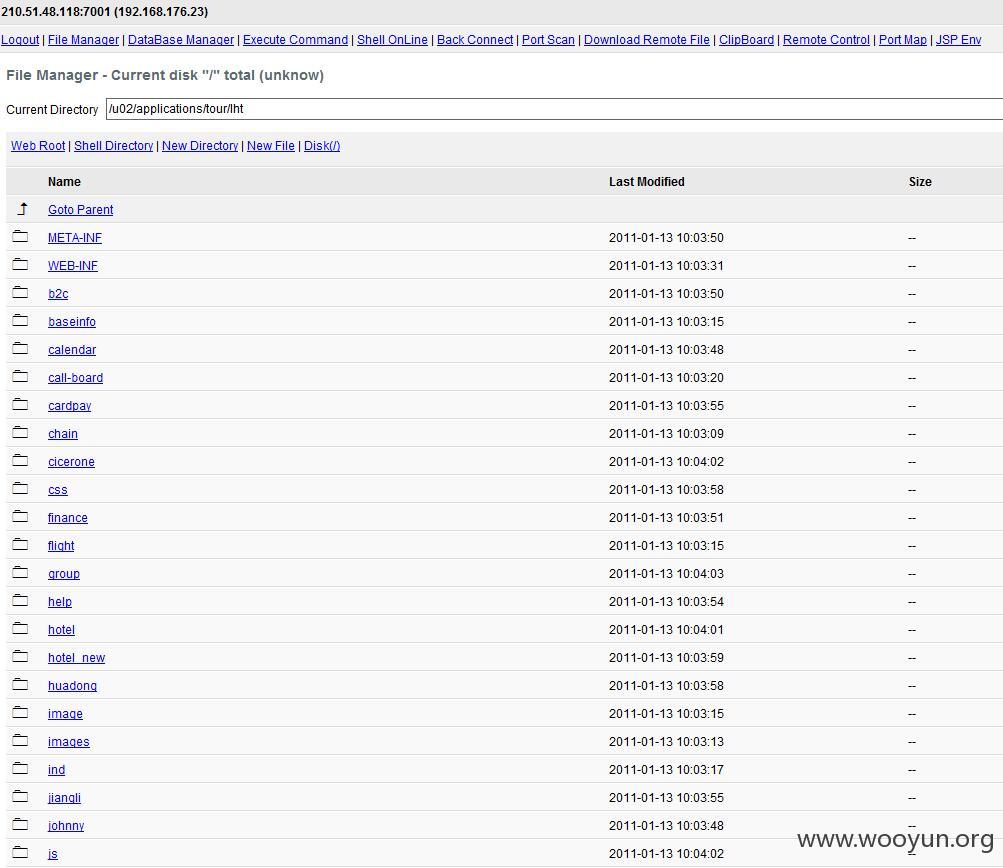 210.51.48.118:7001 (192.168.176.23)
Logout | File Manager | DataBase Manager | Execute Command | Shell OnLine | Back Connect | Port Scan | Download Remote File | ClipBoard | Remote Control | Port Map | JSP Env
File Manager - Current disk "/" total (unknow)
Current Directory /u02/applications/tour/lht
Web Root | Shell Directory | New Directory | New File | Disk(/)
Name Last Modified Size
Goto Parent
META-INF 2011-01-13 10:03:50 --
WEB-INF 2011-01-13 10:03:31 --
b2c 2011-01-13 10:03:50 --
baseinfo 2011-01-13 10:03:15 --
calendar 2011-01-13 10:03:48 --
call-board 2011-01-13 10:03:20 --
cardpay 2011-01-13 10:03:55 --
chain 2011-01-13 10:03:09 --
cicerone 2011-01-13 10:04:02 --
css 2011-01-13 10:03:58 --
finance 2011-01-13 10:03:51 --
flight 2011-01-13 10:03:15 --
group 2011-01-13 10:04:03 --
help 2011-01-13 10:03:54 --
hotel 2011-01-13 10:04:01 --
hotel_new 2011-01-13 10:03:59 --
huadong 2011-01-13 10:03:58 --
image 2011-01-13 10:03:15 --
images 2011-01-13 10:03:13 --
ind 2011-01-13 10:03:17 --
jiangli 2011-01-13 10:03:55 --
johnny 2011-01-13 10:03:48 --
js 2011-01-13 10:04:02 --
www.wooyun.org